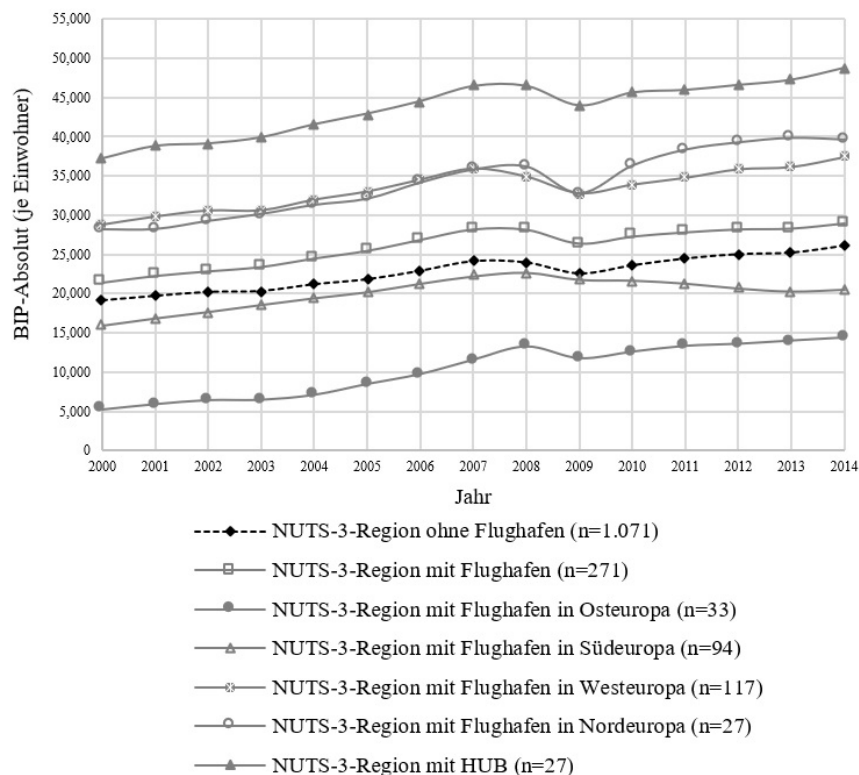 BIP-Absolut (je Einwohner)
55,000
50,000
45,000
40,000
35,000
30,000
25,000
20,000
15,000
10,000
5,000
0
2000 2001 2002 2003 2004 2005 2006 2007 2008 2009 2010 2011 2012 2013 2014
Jahr
NUTS-3-Region ohne Flughafen (n=1.071)
NUTS-3-Region mit Flughafen (n=271)
NUTS-3-Region mit Flughafen in Osteuropa (n=33)
NUTS-3-Region mit Flughafen in Südeuropa (n=94)
NUTS-3-Region mit Flughafen in Westeuropa (n=117)
NUTS-3-Region mit Flughafen in Nordeuropa (n=27)
NUTS-3-Region mit HUB (n=27)